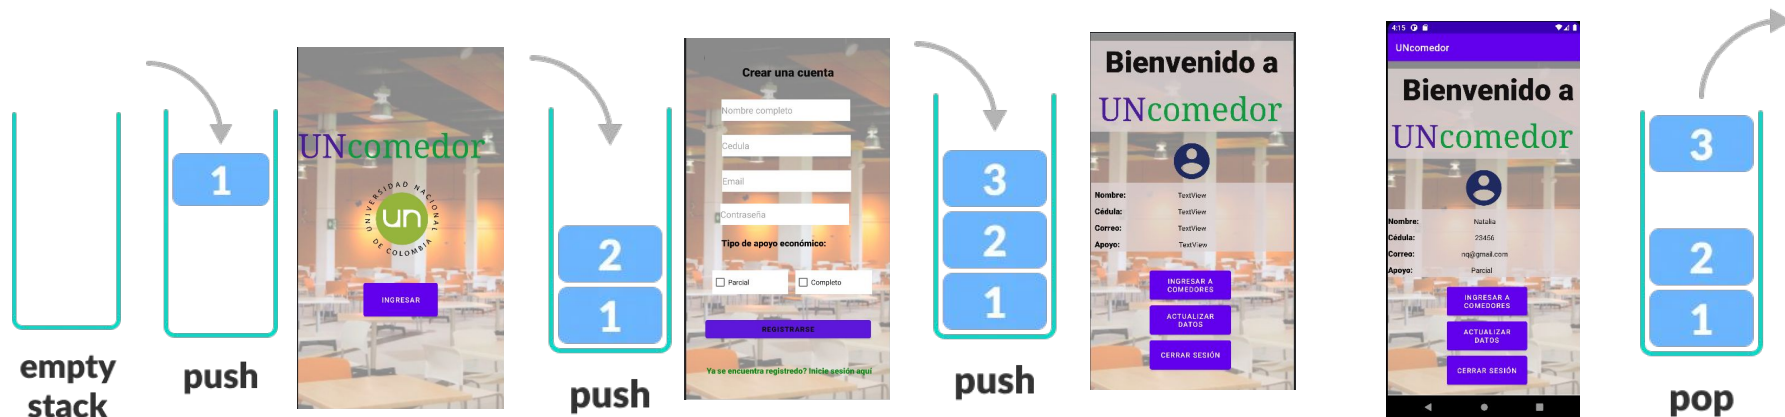 empty
stack
1
push
UNcomedor
UNIVERSIDAD NACIONAL
DE COLOMBIA
un
INGRESAR
2
1
push
Crear una cuenta
Nombre completo
Cedula
Email
Contraseña
Tipo de apoyo económico:
Parcial
Completo
REGISTRARSE
Ya se encuentra registredo? Inicie sesión aquí
3
2
1
push
Bienvenido a
UNcomedor
Nombre: TextView
Cédula: TextView
Correo: TextView
Apoyo: TextView
INGRESAR A
COMEDORES
ACTUALIZAR
DATOS
CERRAR SESIÓN
4:15
UNcomedor
Bienvenido a
UNcomedor
Nombre: Natalia
Cédula: 23456
Correo: nq@gmail.com
Apoyo: Parcial
INGRESAR A
COMEDORES
ACTUALIZAR
DATOS
CERRAR SESIÓN
3
2
1
pop